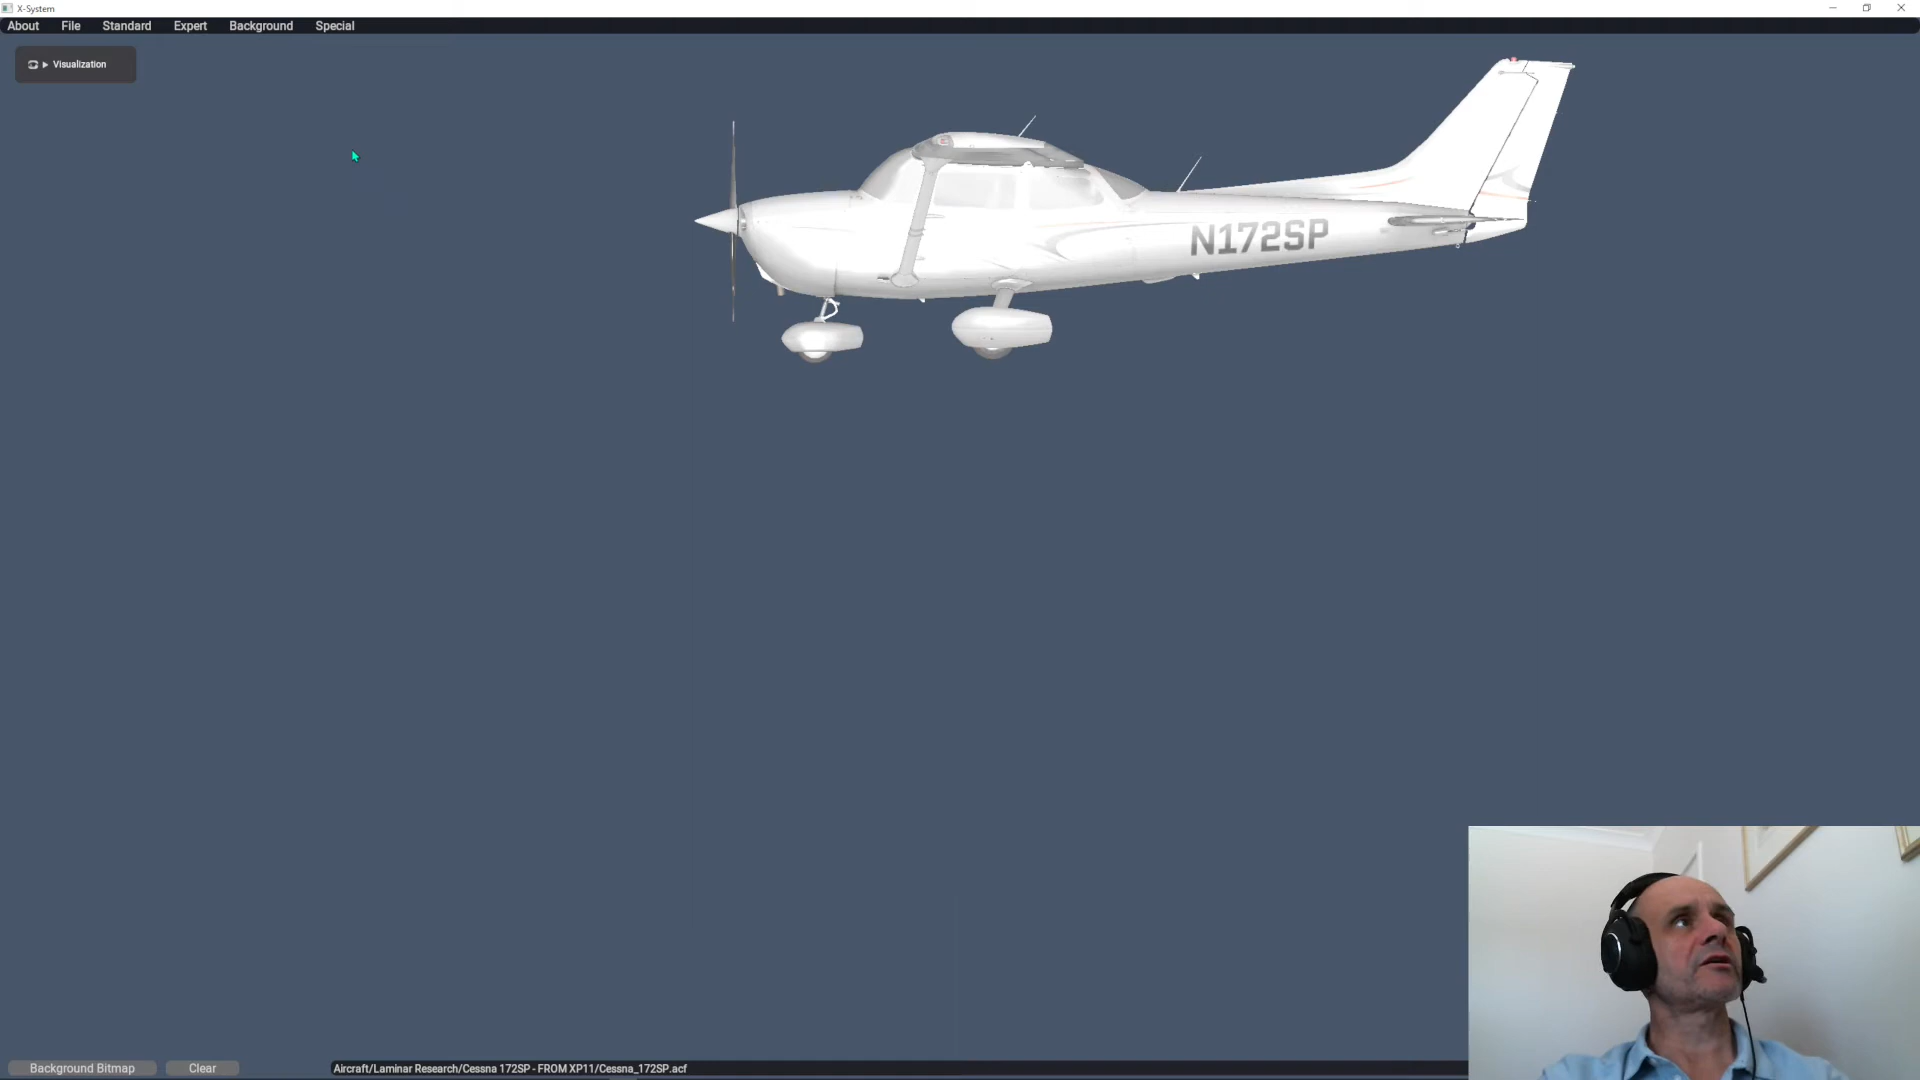 X-System
About File Standard Expert Background Special
Visualization
N172SP
Background Bitmap Clear Aircraft/Laminar Research/Cessna 172SP - FROM XP11/Cessna_172SP.acf